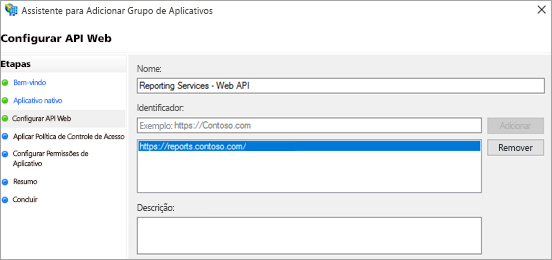 Assistente para Adicionar Grupo de Aplicativos
Configurar API Web
Etapas
Bem-vindo
Aplicativo nativo
Configurar API Web
Aplicar Política de Controle de Acesso
Configurar Permissões de
Aplicativo
Resumo
Concluir
Nome:
Reporting Services - Web API
Identificador:
Exemplo: https://Contoso.com
Adicionar
https://reports.contoso.com/
Remover
Descrição: